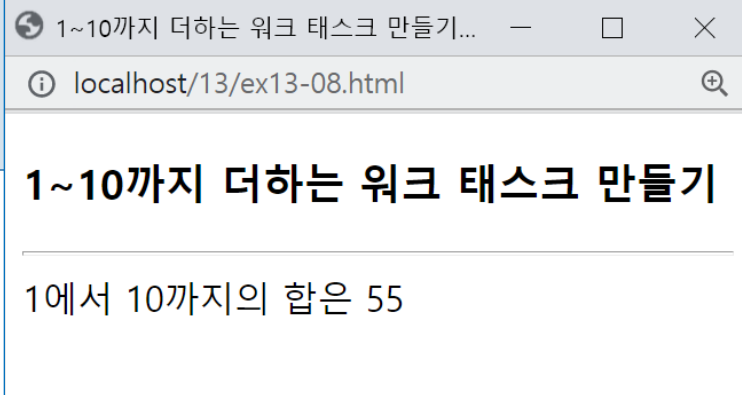 1~10까지 더하는 워크 태스크 만들기...
localhost/13/ex13-08.html
1~10까지 더하는 워크 태스크 만들기
1에서 10까지의 합은 55